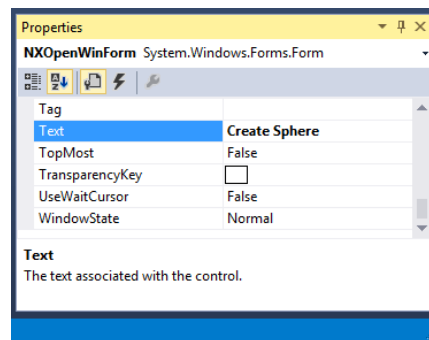 Properties
NXOpenWinForm System.Windows.Forms.Form
Tag
Text Create Sphere
TopMost False
TransparencyKey
UseWaitCursor False
WindowState Normal
Text
The text associated with the control.